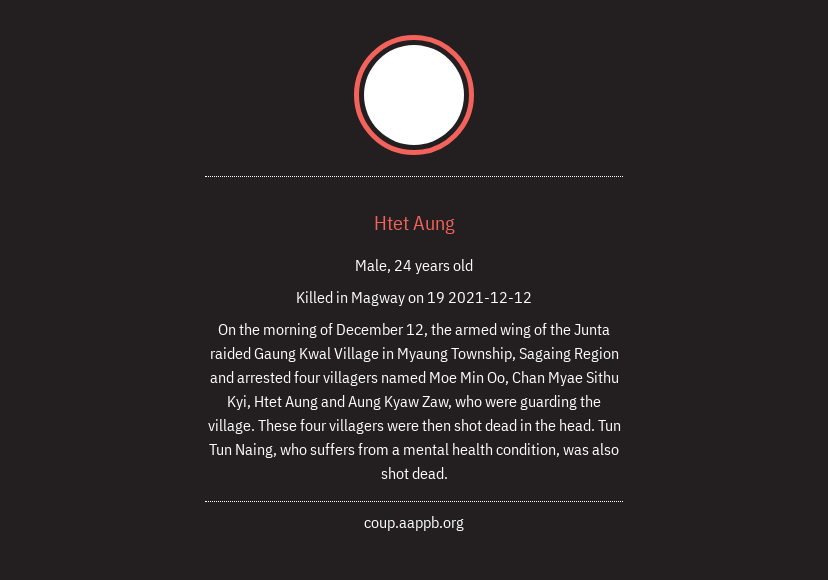 Htet Aung
Male, 24 years old
Killed in Magway on 19 2021-12-12
On the morning of December 12, the armed wing of the Junta
raided Gaung Kwal Village in Myaung Township, Sagaing Region
and arrested four villagers named Moe Min Oo, Chan Myae Sithu
Kyi, Htet Aung and Aung Kyaw Zaw, who were guarding the
village. These four villagers were then shot dead in the head. Tun
Tun Naing, who suffers from a mental health condition, was also
shot dead.
coup.aappb.org